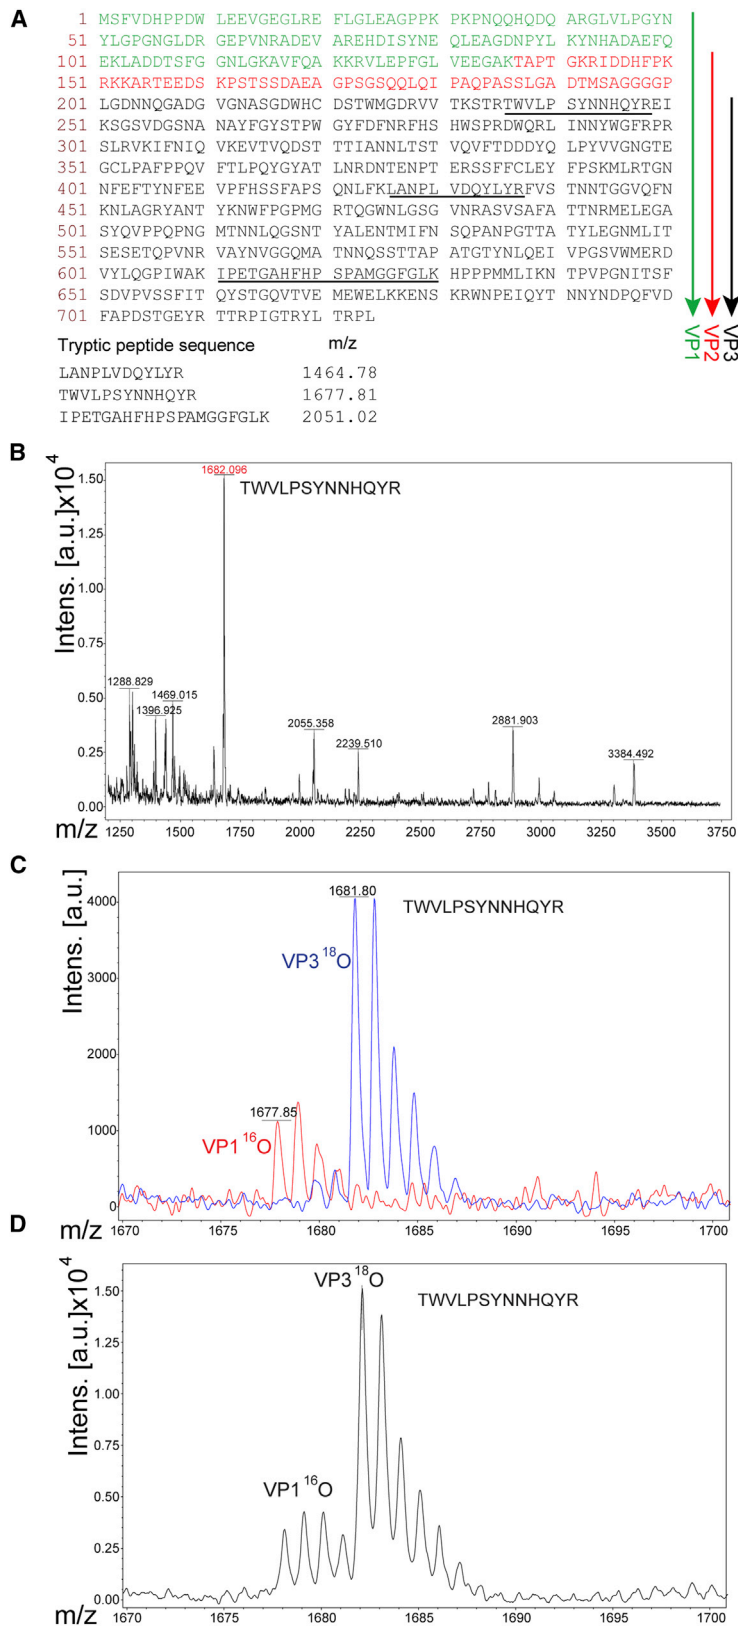 A
1 MSFVDHPPDW LEEVGEGLRE FLGLEAGPPK PKPNQQHQDQ ARGLVLPGYN
51 YLGPGNGLDR GEPVNRADEV AREHDISYNE QLEAGDNPYL KYNHADAEFQ
101 EKLADDTSFG GNLGKAVFQA KKRVLEPFGL VEEGAKTAPT GKRIDDHFPK
151 RKKARTEEDS KPSTSSDAEA GPSGSQQLQI PAQPASSLGA DTMSAGGGGP
201 LGDNNQGADG VGNASGDWHC DSTWMGDRVV TKSTRTWVLP SYNNHQYREI
251 KSGSVDGSNA NAYFGYSTPW GYFDFNRFHS HWSPRDWQRL INNYWGFRPR
301 SLRVKIFNIQ VKEVTVQDST TTIANNLTST VQVFTDDDYQ LPYVVGNGTE
351 GCLPAFPPQV FTLPQYGYAT LNRDNTENPT ERSSFFCLEY FPSKMLRTGN
401 NFEFTYNFEE VPFHSSFAPS QNLFKLANPL VDQYLYRFVS TNNTGGVQFN
451 KNLAGRYANT YKNWFPGPMG RTQGWNLGSG VNRASVSAFA TTNRMELEGA
501 SYQVPPQPNG MTNNLQGSNT YALENTMIFN SQPANPGTTA TYLEGNMLIT
551 SESETQPVNR VAYNVGGQMA TNNQSSTTAP ATGTYNLQEI VPGSVWMERD
601 VYLQGPIWAK IPETGAHFHP SPAMGGFGLK HPPPMMLIKN TPVPGNITSF
651 SDVPVSSFIT QYSTGQVTVE MEWELKKENS KRWNPEIQYT NNYNDPQFVD
701 FAPDSTGEYR TTRPIGTRYL TRPL
VP1 VP2 VP3
Tryptic peptide sequence m/z
LANPLVDQYLYR 1464.78
TWVLPSYNNHQYR 1677.81
IPETGAHFHPSPAMGGFGLK 2051.02
B
Intens. [a.u.]x10^4
1.50
1.25
1.00
0.75
0.50
0.25
0.00
1682.096
TWVLPSYNNHQYR
1288.829
1469.015
1396.925
2055.358
2239.510
2881.903
3384.492
m/z 1250 1500 1750 2000 2250 2500 2750 3000 3250 3500 3750
C
Intens. [a.u.]
4000
3000
2000
1000
0
1681.80
TWVLPSYNNHQYR
VP3 18O
1677.85
VP1 16O
m/z 1670 1675 1680 1685 1690 1695 1700
D
Intens. [a.u.]x10^4
1.50
1.25
1.00
0.75
0.50
0.25
0.00
VP3 18O
TWVLPSYNNHQYR
VP1 16O
m/z 1670 1675 1680 1685 1690 1695 1700